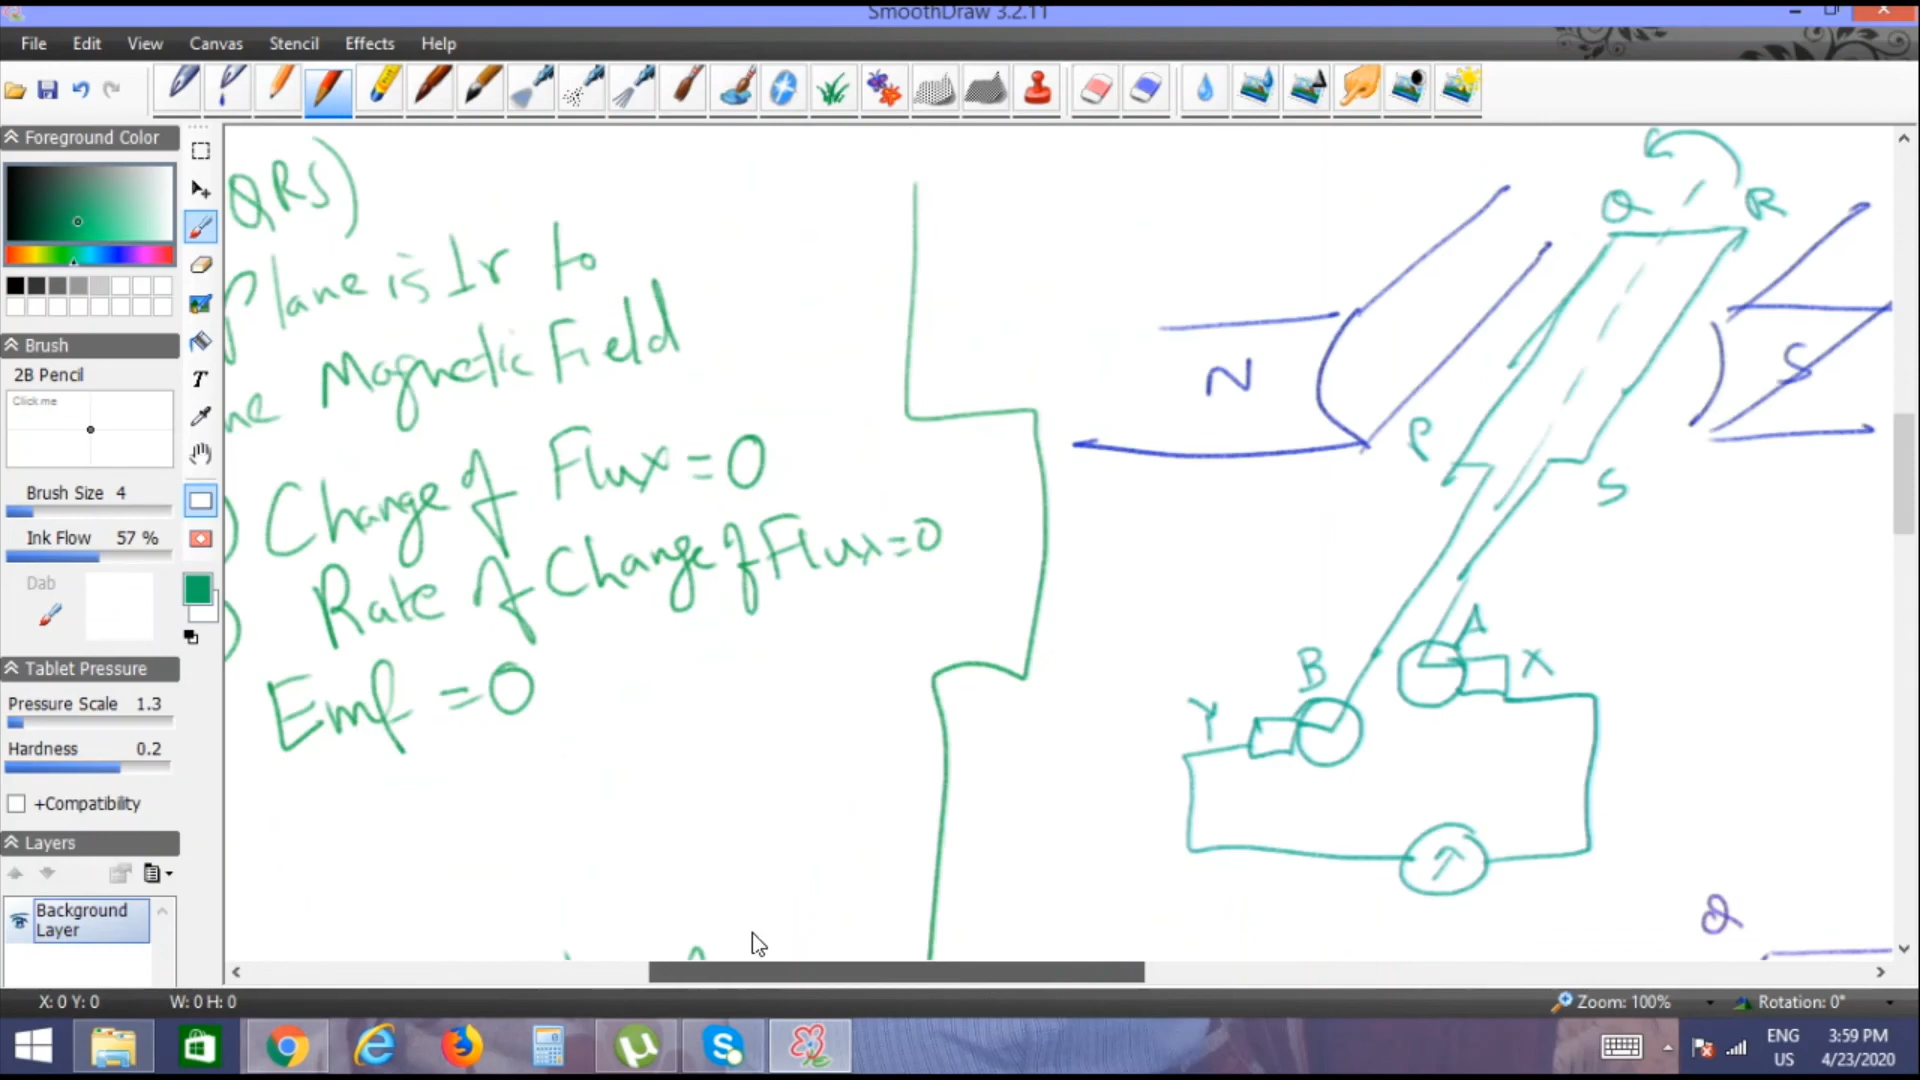 SmoothDraw 3.2.11
File Edit View Canvas Stencil Effects Help
Foreground Color
Brush
2B Pencil
Click me
Brush Size 4
Ink Flow 57 %
Dab
Tablet Pressure
Pressure Scale 1.3
Hardness 0.2
+Compatibility
Layers
Background
Layer
QRS)
Plane is 1r to
Magnetic Field
) Change of Flux = 0
) Rate of Change of Flux = 0
Emf = 0
Q R
N S
P S
A
B X
Y
Q
X: 0 Y: 0 W: 0 H: 0
Zoom: 100% Rotation: 0°
ENG 3:59 PM
US 4/23/2020